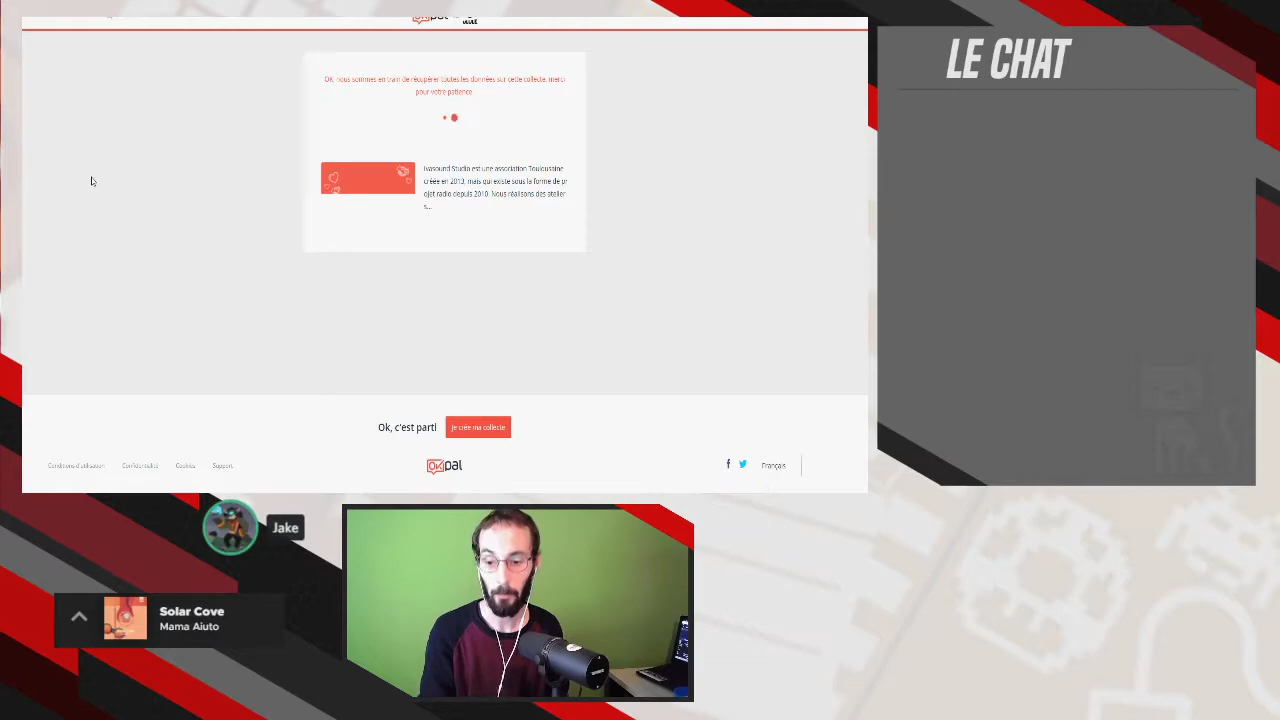 LE CHAT
OK, nous sommes en train de récupérer toutes les données sur cette collecte, merci
pour votre patience
Ivasound Studio est une association Toulousaine
créée en 2013, mais qui existe sous la forme de pr
ojet radio depuis 2010. Nous réalisons des atelier
s...
Ok, c'est parti
Je crée ma collecte
Conditions d'utilisation
Confidentialité
Cookies
Support
OKpal
Français
Jake
Solar Cove
Mama Aiuto